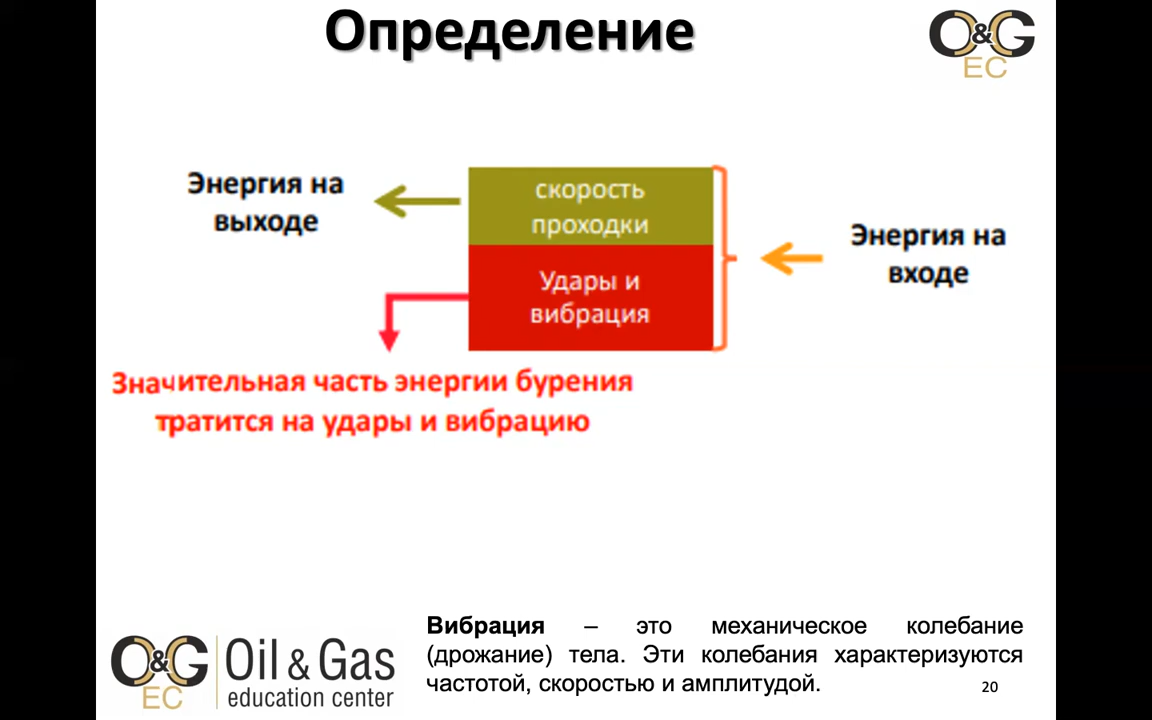 Определение
O&G
EC
Энергия на
выходе
скорость
проходки
Удары и
вибрация
Энергия на
входе
Значительная часть энергии бурения
тратится на удары и вибрацию
O&G
EC
Oil & Gas
education center
Вибрация – это механическое колебание
(дрожание) тела. Эти колебания характеризуются
частотой, скоростью и амплитудой.
20